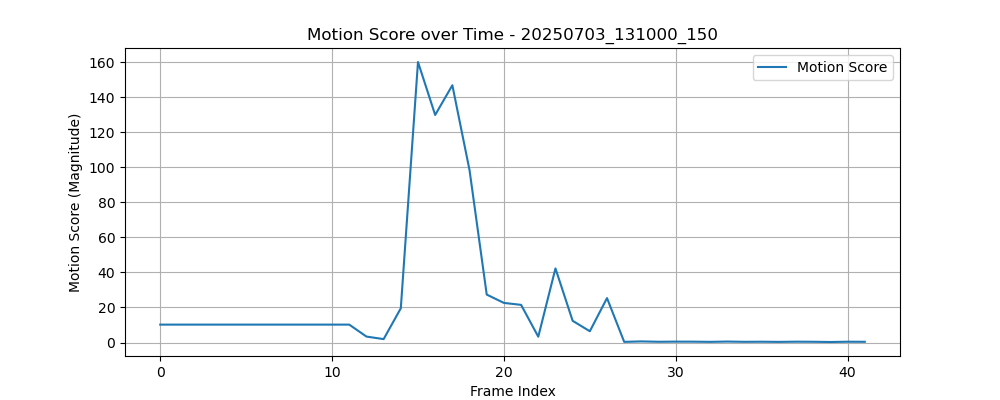 Motion Score over Time - 20250703_131000_150
Motion Score
Motion Score (Magnitude)
160
140
120
100
80
60
40
20
0
0 10 20 30 40
Frame Index